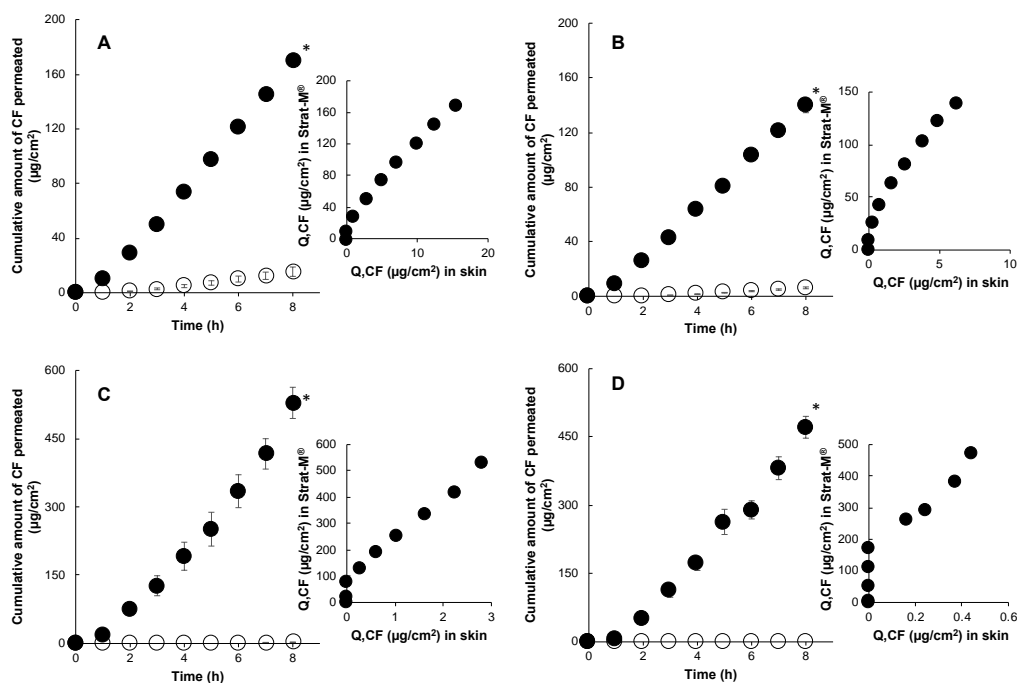 A
Cumulative amount of CF permeated
(µg/cm²)
200
160
120
80
40
0
0 2 4 6 8
Time (h)
*
Q,CF (µg/cm²) in Strat-M®
200
160
120
80
40
0
0 10 20
Q,CF (µg/cm²) in skin
B
Cumulative amount of CF permeated
(µg/cm²)
200
160
120
80
40
0
0 2 4 6 8
Time (h)
*
Q,CF (µg/cm²) in Strat-M®
150
100
50
0
0 5 10
Q,CF (µg/cm²) in skin
C
Cumulative amount of CF permeated
(µg/cm²)
600
450
300
150
0
0 2 4 6 8
Time (h)
*
Q,CF (µg/cm²) in Strat-M®
600
500
400
300
200
100
0
0 1 2 3
Q,CF (µg/cm²) in skin
D
Cumulative amount of CF permeated
(µg/cm²)
600
450
300
150
0
0 2 4 6 8
Time (h)
*
Q,CF (µg/cm²) in Strat-M®
500
400
300
200
100
0
0 0.2 0.4 0.6
Q,CF (µg/cm²) in skin